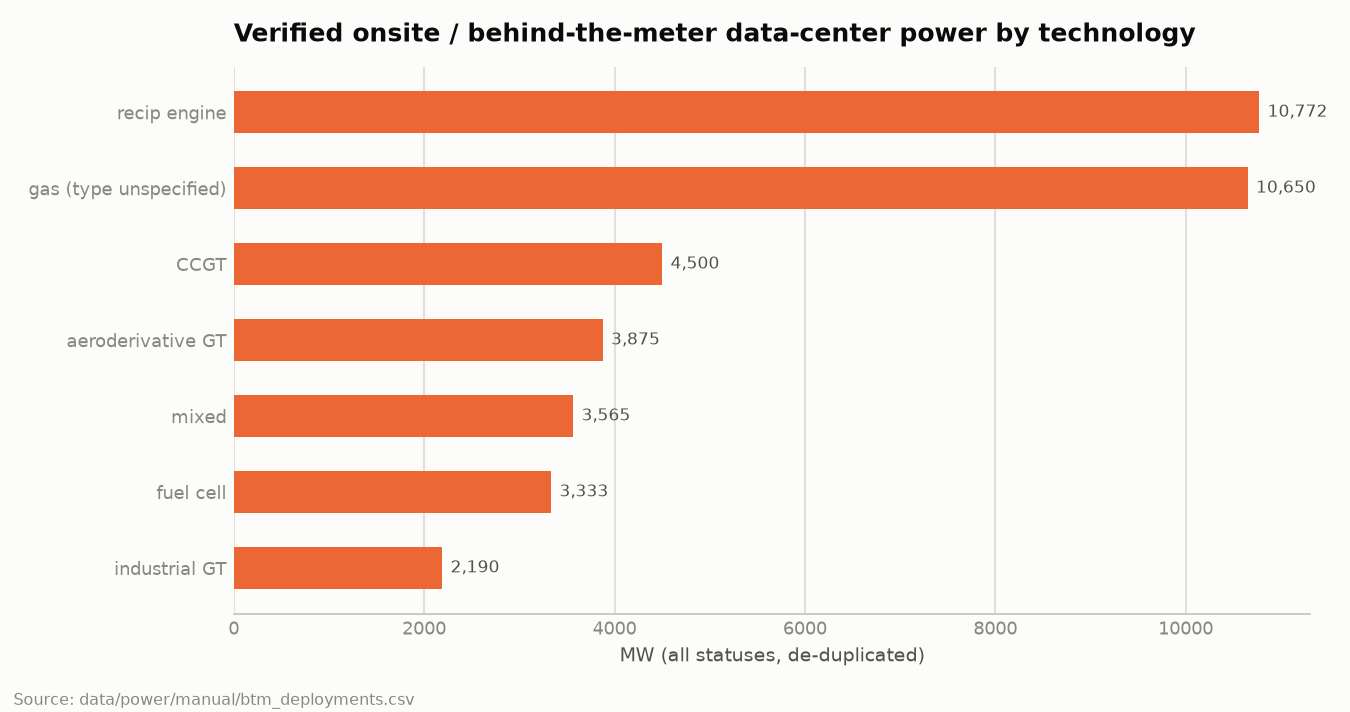 Verified onsite / behind-the-meter data-center power by technology
recip engine 10,772
gas (type unspecified) 10,650
CCGT 4,500
aeroderivative GT 3,875
mixed 3,565
fuel cell 3,333
industrial GT 2,190
0 2000 4000 6000 8000 10000
MW (all statuses, de-duplicated)
Source: data/power/manual/btm_deployments.csv